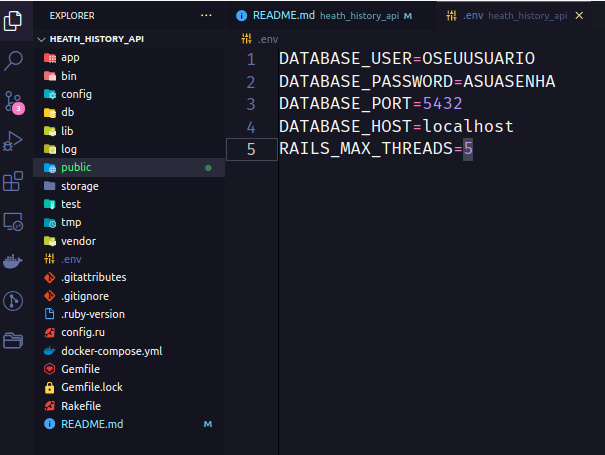 EXPLORER
HEATH_HISTORY_API
app
bin
config
db
lib
log
public
storage
test
tmp
vendor
.env
.gitattributes
.gitignore
.ruby-version
config.ru
docker-compose.yml
Gemfile
Gemfile.lock
Rakefile
README.md M
3
README.md heath_history_api M
.env heath_history_api
.env
1 DATABASE_USER=OSEUUSUARIO
2 DATABASE_PASSWORD=ASUASENHA
3 DATABASE_PORT=5432
4 DATABASE_HOST=localhost
5 RAILS_MAX_THREADS=5